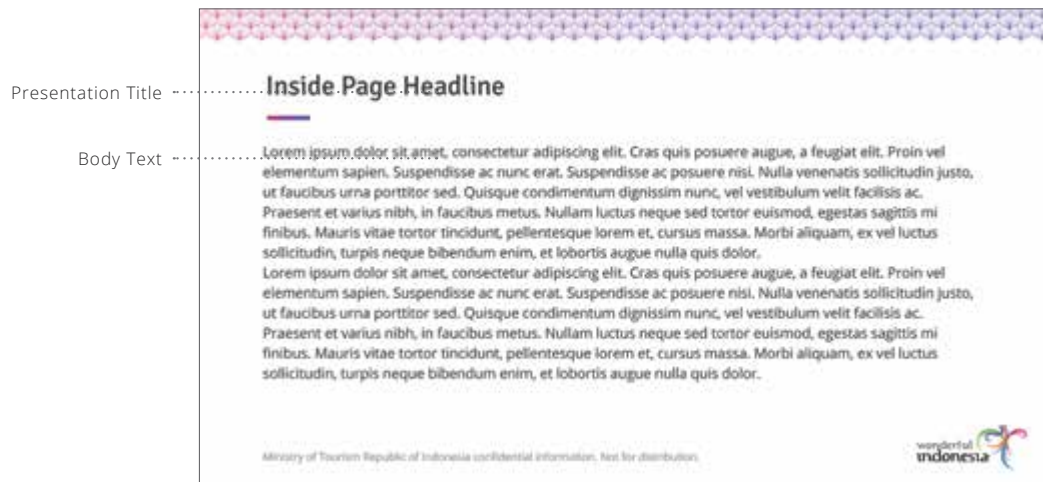 Presentation Title
Inside Page Headline
Body Text
Lorem ipsum dolor sit amet, consectetur adipiscing elit. Cras quis posuere augue, a feugiat elit. Proin vel
elementum sapien. Suspendisse ac nunc erat. Suspendisse ac posuere nisi. Nulla venenatis sollicitudin justo,
ut faucibus urna porttitor sed. Quisque condimentum dignissim nunc, vel vestibulum velit facilisis ac.
Praesent et varius nibh, in faucibus metus. Nullam luctus neque sed tortor euismod, egestas sagittis mi
finibus. Mauris vitae tortor tincidunt, pellentesque lorem et, cursus massa. Morbi aliquam, ex vel luctus
sollicitudin, turpis neque bibendum enim, et lobortis augue nulla quis dolor.
Lorem ipsum dolor sit amet, consectetur adipiscing elit. Cras quis posuere augue, a feugiat elit. Proin vel
elementum sapien. Suspendisse ac nunc erat. Suspendisse ac posuere nisi. Nulla venenatis sollicitudin justo,
ut faucibus urna porttitor sed. Quisque condimentum dignissim nunc, vel vestibulum velit facilisis ac.
Praesent et varius nibh, in faucibus metus. Nullam luctus neque sed tortor euismod, egestas sagittis mi
finibus. Mauris vitae tortor tincidunt, pellentesque lorem et, cursus massa. Morbi aliquam, ex vel luctus
sollicitudin, turpis neque bibendum enim, et lobortis augue nulla quis dolor.
Ministry of Tourism Republic of Indonesia confidential information. Not for distribution.
wonderful
indonesia